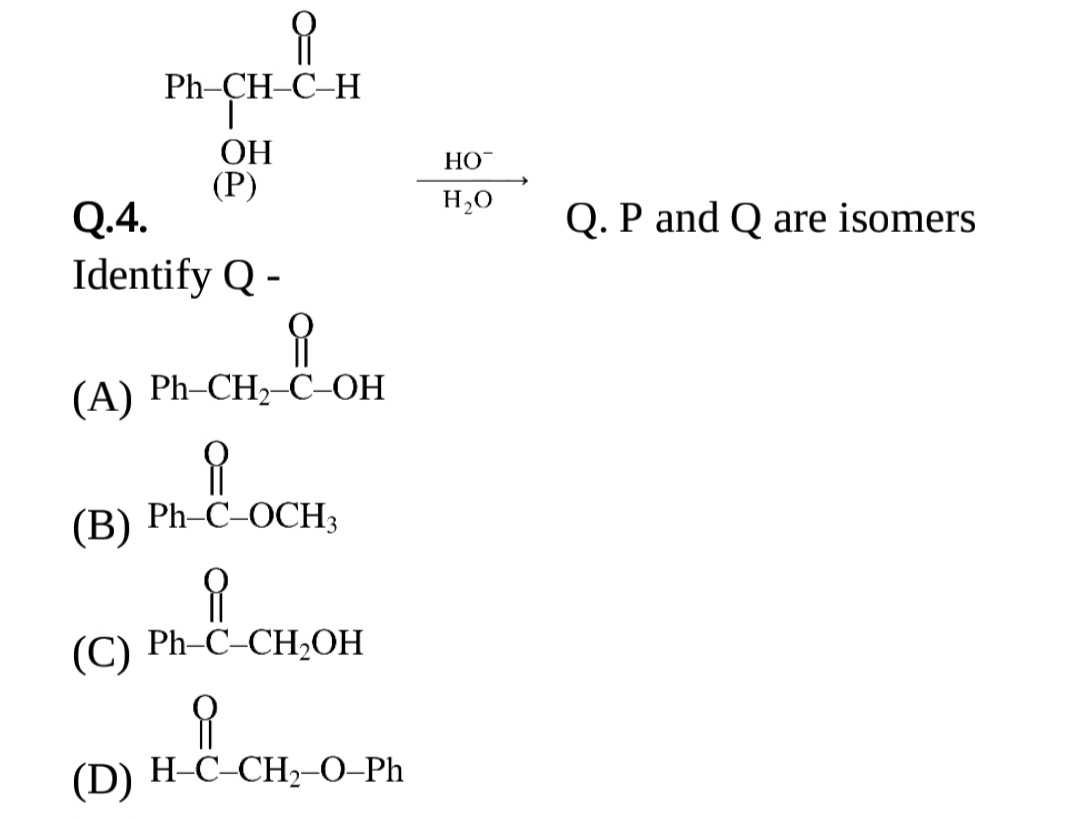 O
||
Ph–CH–C–H
|
OH
(P)
HO⁻
H₂O
Q.4. Q. P and Q are isomers
Identify Q -
O
||
(A) Ph–CH₂–C–OH
O
||
(B) Ph–C–OCH₃
O
||
(C) Ph–C–CH₂OH
O
||
(D) H–C–CH₂–O–Ph